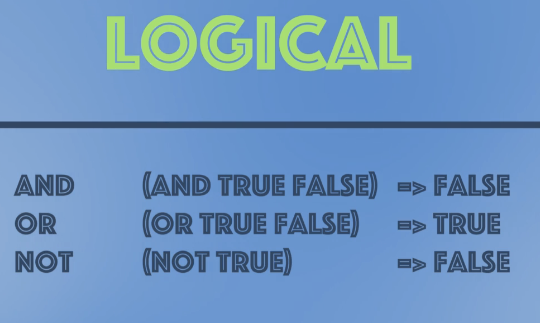 LOGICAL
AND (AND TRUE FALSE) => FALSE
OR (OR TRUE FALSE) => TRUE
NOT (NOT TRUE) => FALSE